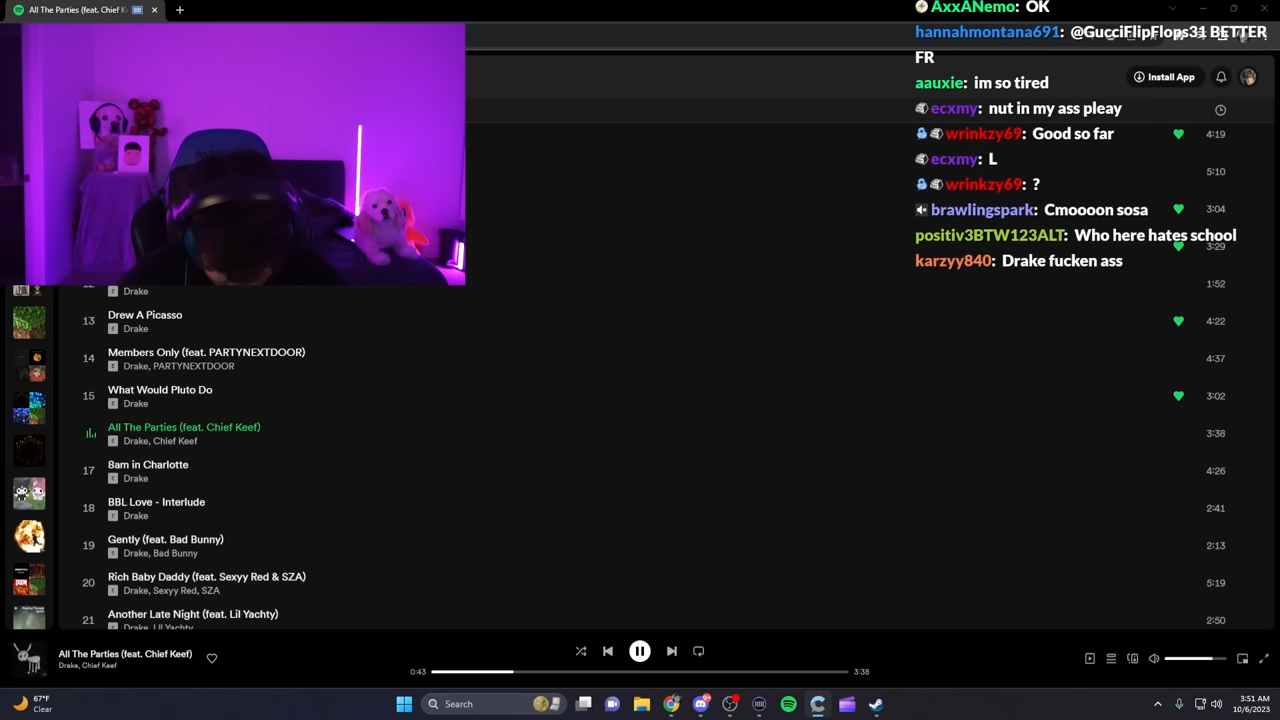 All The Parties (feat. Chief K
AxxANemo: OK
hannahmontana691: @GucciFlipFlops31 BETTER
FR
aauxie: im so tired
ecxmy: nut in my ass pleay
wrinkzy69: Good so far
ecxmy: L
wrinkzy69: ?
brawlingspark: Cmoooon sosa
positiv3BTW123ALT: Who here hates school
karzyy840: Drake fucken ass
Install App
4:19
5:10
3:04
3:29
E Drake
1:52
13 Drew A Picasso
E Drake
4:22
14 Members Only (feat. PARTYNEXTDOOR)
E Drake, PARTYNEXTDOOR
4:37
15 What Would Pluto Do
E Drake
3:02
All The Parties (feat. Chief Keef)
E Drake, Chief Keef
3:38
17 8am in Charlotte
E Drake
4:26
18 BBL Love - Interlude
E Drake
2:41
19 Gently (feat. Bad Bunny)
E Drake, Bad Bunny
2:13
20 Rich Baby Daddy (feat. Sexyy Red & SZA)
E Drake, Sexyy Red, SZA
5:19
21 Another Late Night (feat. Lil Yachty)
E Drake, Lil Yachty
2:50
All The Parties (feat. Chief Keef)
Drake, Chief Keef
0:43
3:38
67°F
Clear
Search
3:51 AM
10/6/2023